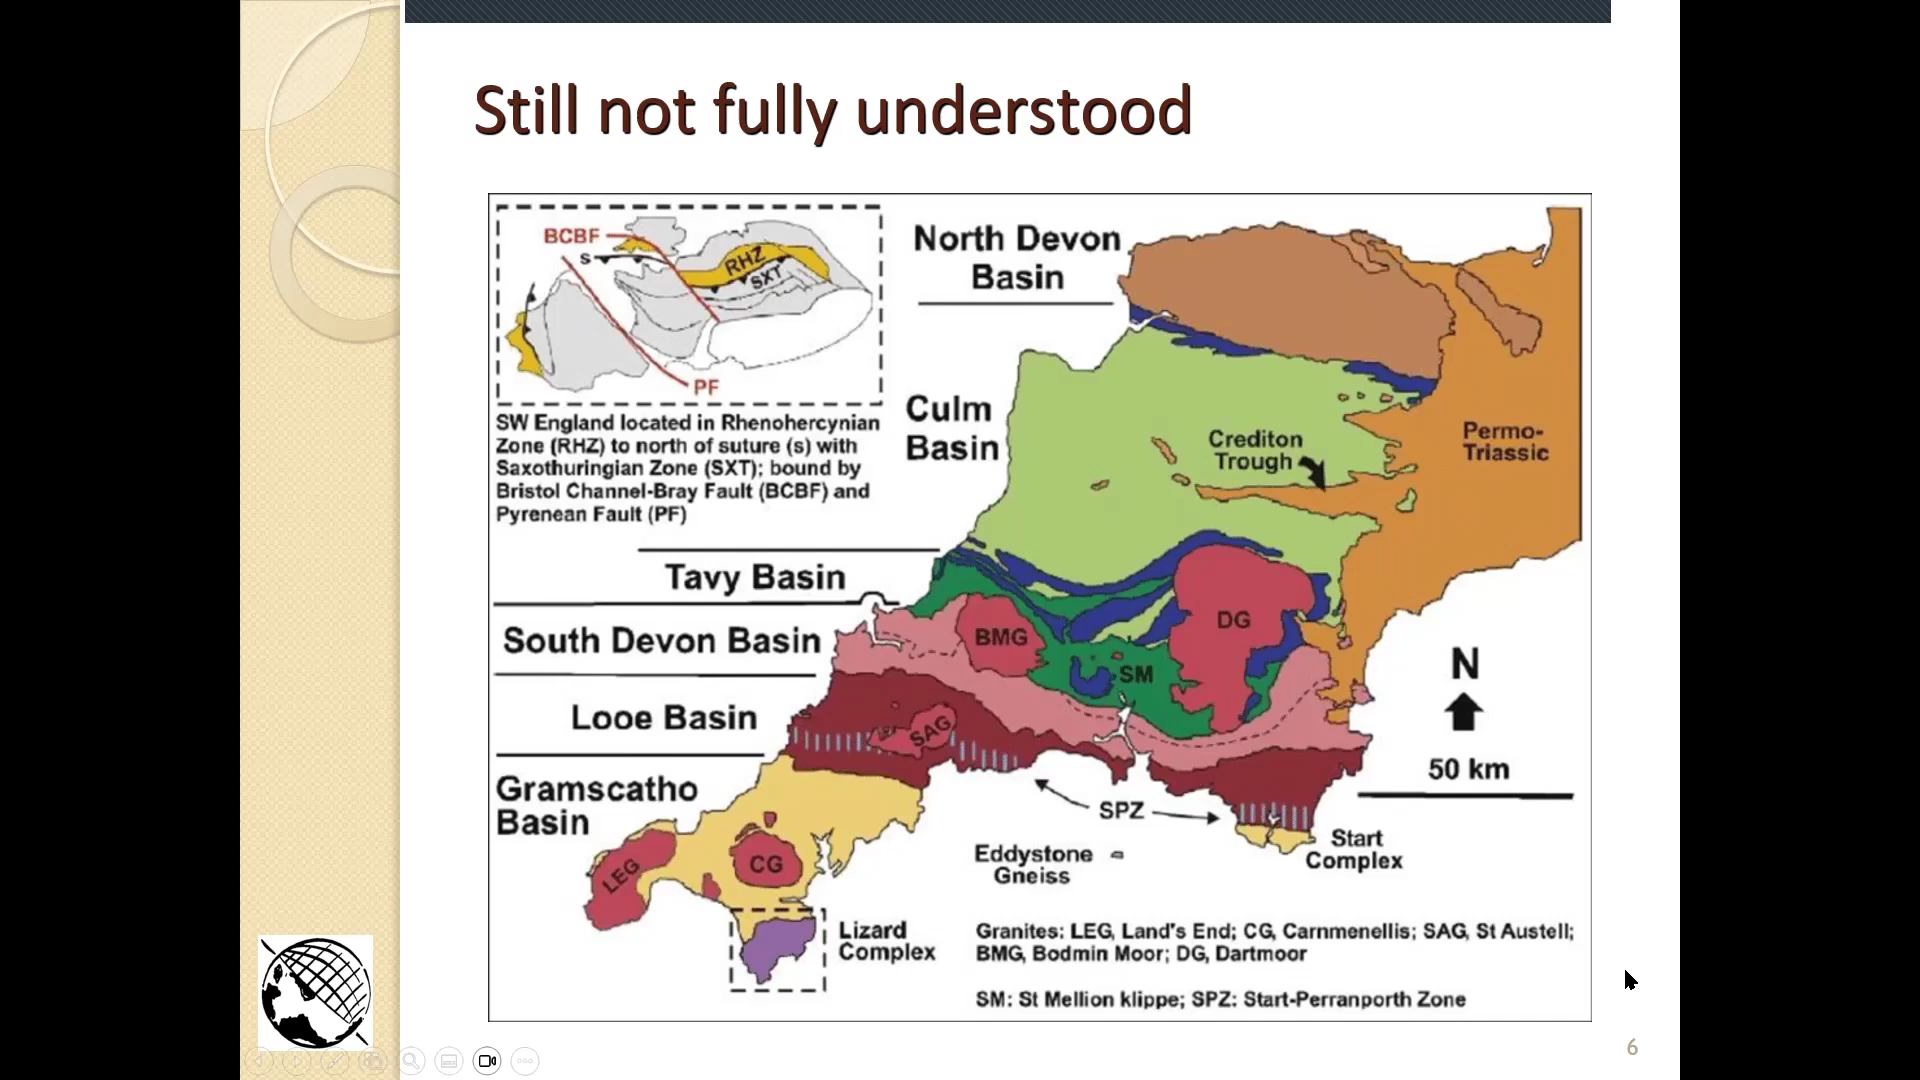 Still not fully understood
BCBF
s
RHZ
SXT
PF
SW England located in Rhenohercynian
Zone (RHZ) to north of suture (s) with
Saxothuringian Zone (SXT); bound by
Bristol Channel-Bray Fault (BCBF) and
Pyrenean Fault (PF)
North Devon
Basin
Culm
Basin
Crediton
Trough
Permo-
Triassic
Tavy Basin
South Devon Basin
Looe Basin
Gramscatho
Basin
BMG
DG
SM
SAG
LEG
CG
N
50 km
SPZ
Eddystone
Gneiss
Start
Complex
Lizard
Complex
Granites: LEG, Land's End; CG, Carnmenellis; SAG, St Austell;
BMG, Bodmin Moor; DG, Dartmoor
SM: St Mellion klippe; SPZ: Start-Perranporth Zone
6